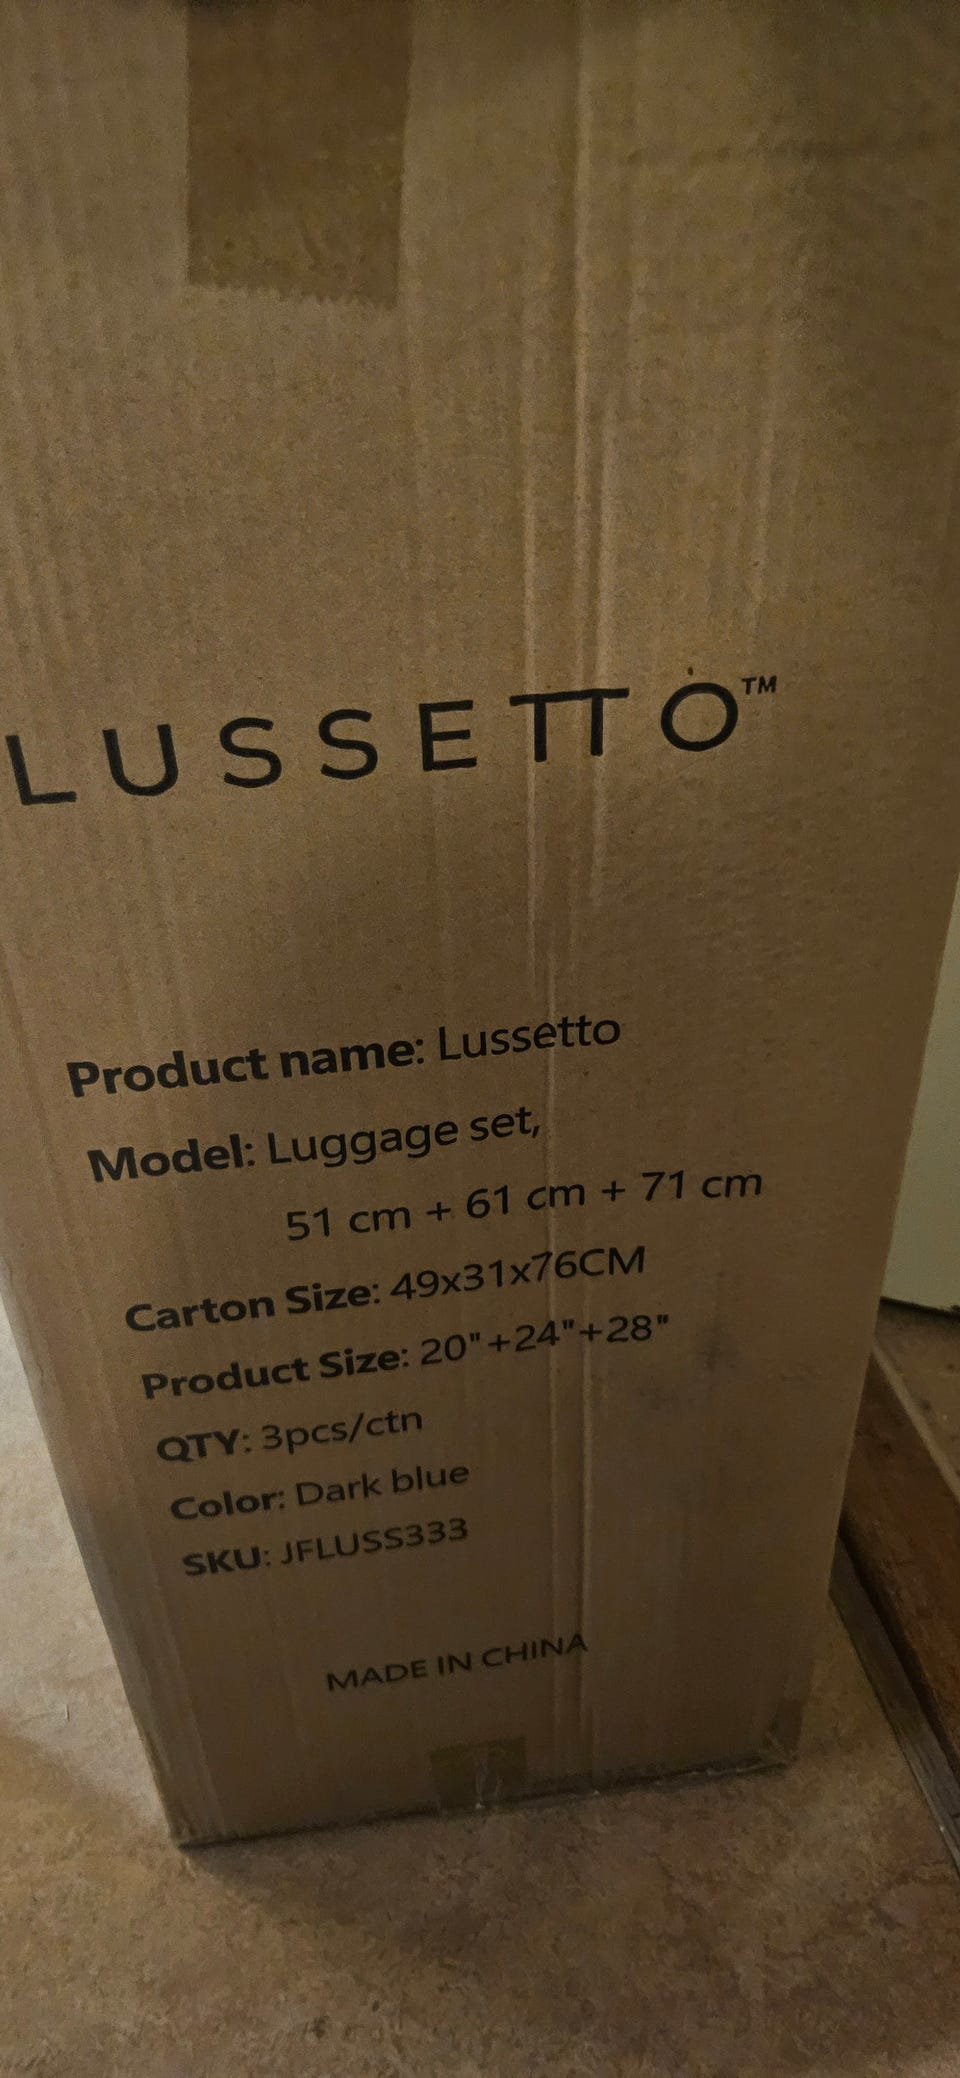 LUSSETTO™
Product name: Lussetto
Model: Luggage set,
51 cm + 61 cm + 71 cm
Carton Size: 49x31x76CM
Product Size: 20"+24"+28"
QTY: 3pcs/ctn
Color: Dark blue
SKU: JFLUSS333
MADE IN CHINA